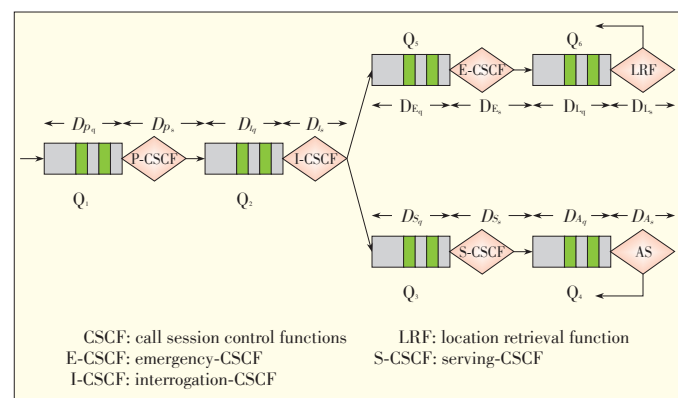 Q5 Q6
E-CSCF LRF
DEq DEs DLq DLs
DPq DPs DIq DIs
P-CSCF I-CSCF
Q1 Q2
DSq DSs DAq DAs
S-CSCF AS
Q3 Q4
CSCF: call session control functions LRF: location retrieval function
E-CSCF: emergency-CSCF S-CSCF: serving-CSCF
I-CSCF: interrogation-CSCF